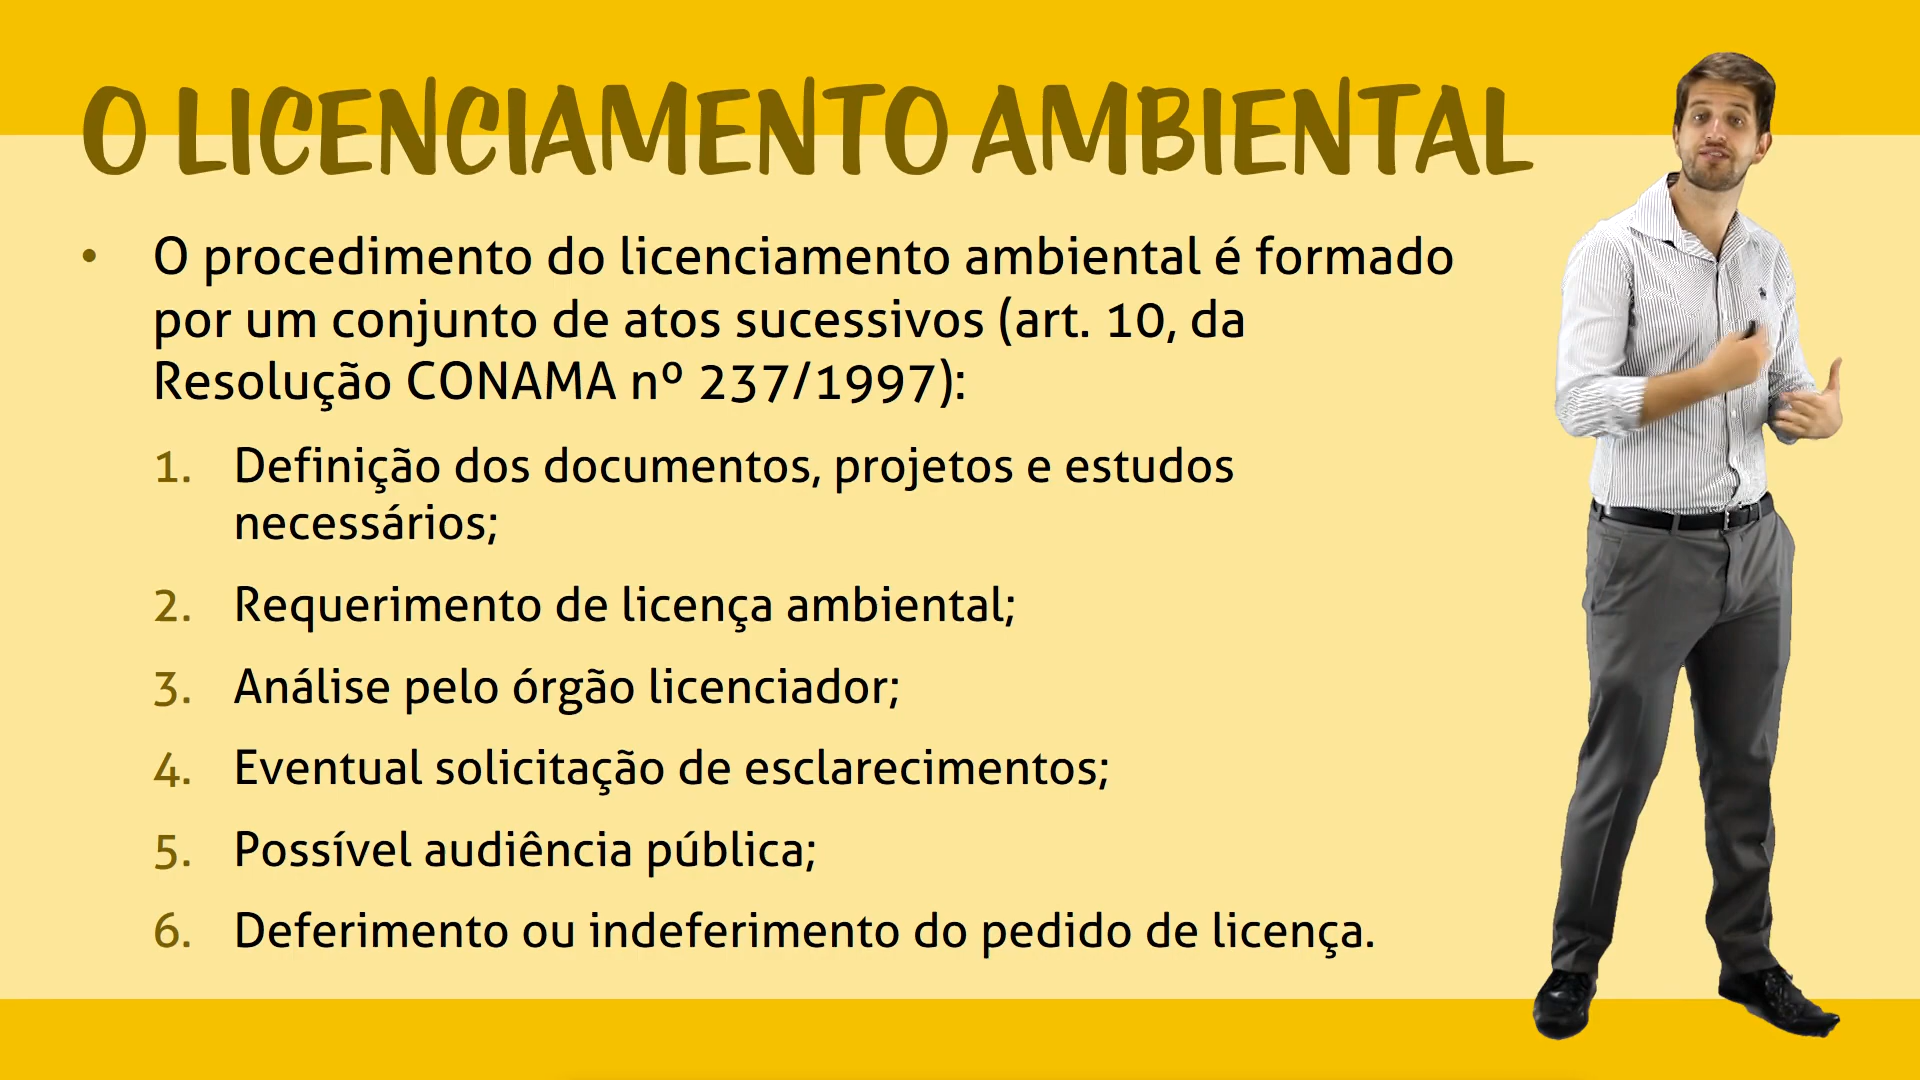 O LICENCIAMENTO AMBIENTAL
• O procedimento do licenciamento ambiental é formado
por um conjunto de atos sucessivos (art. 10, da
Resolução CONAMA nº 237/1997):
1. Definição dos documentos, projetos e estudos
necessários;
2. Requerimento de licença ambiental;
3. Análise pelo órgão licenciador;
4. Eventual solicitação de esclarecimentos;
5. Possível audiência pública;
6. Deferimento ou indeferimento do pedido de licença.